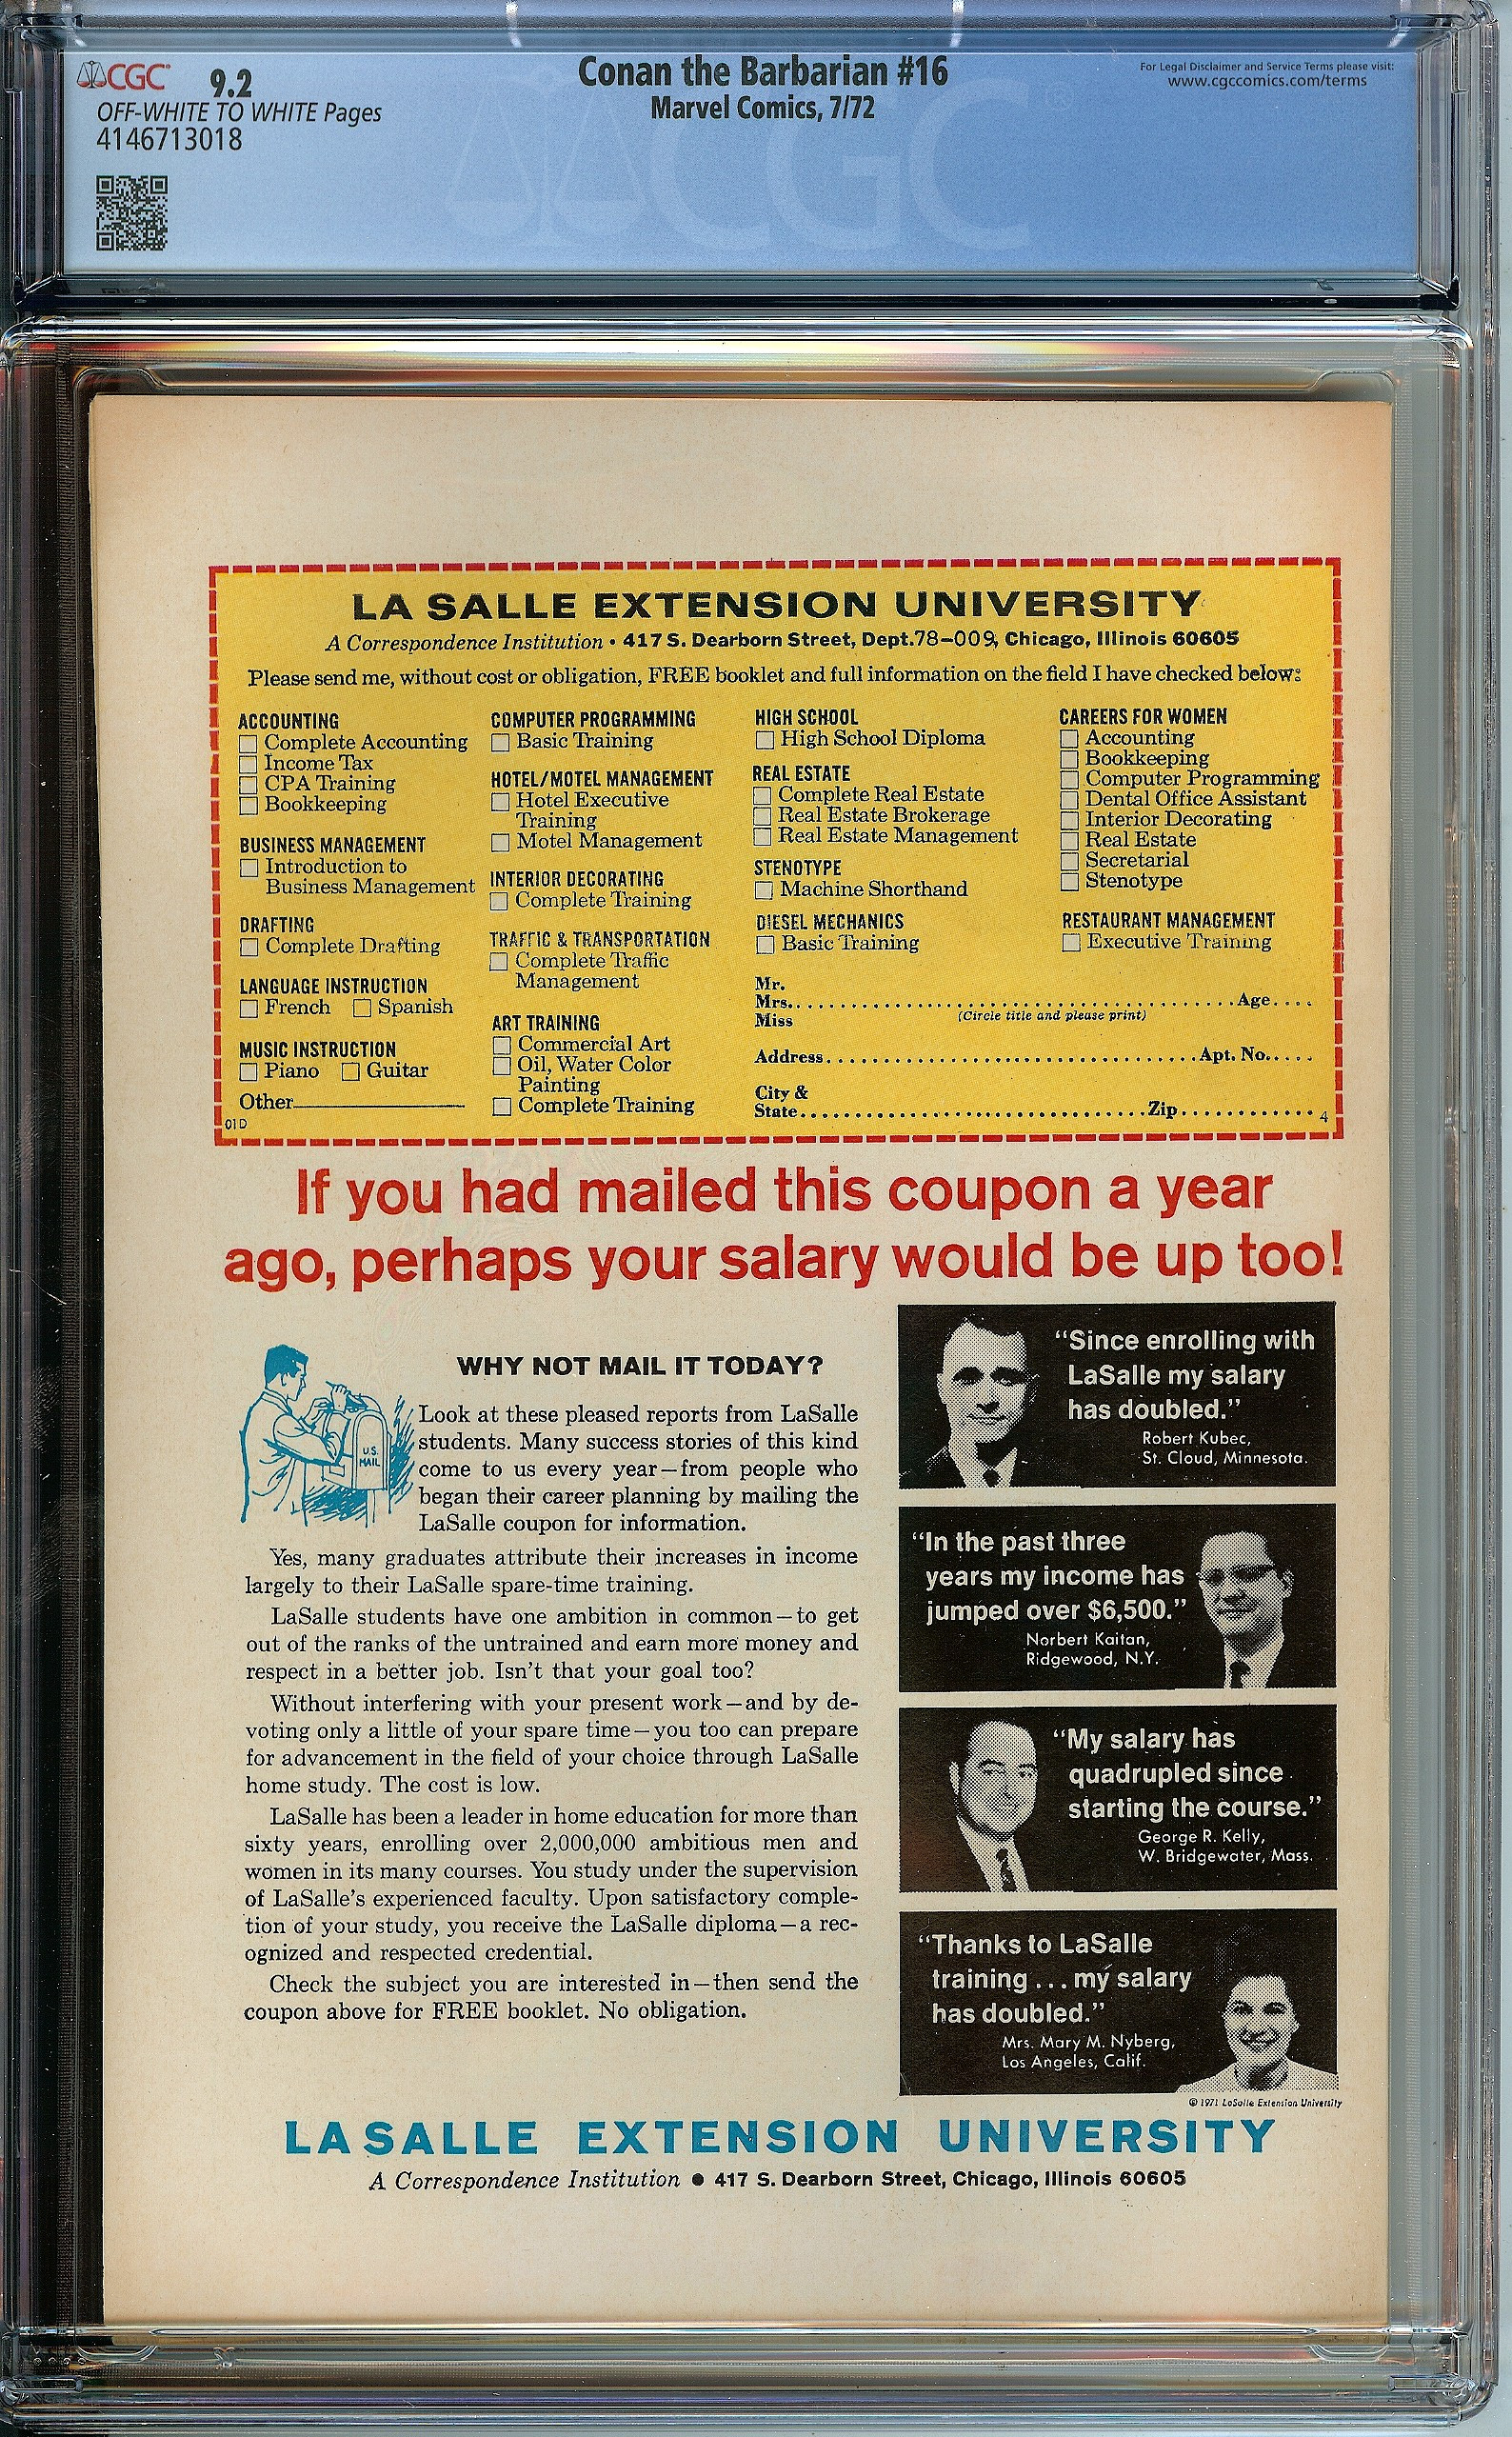 CGC 9.2
OFF-WHITE TO WHITE Pages
4146713018
Conan the Barbarian #16
Marvel Comics, 7/72
For Legal Disclaimer and Service Terms please visit:
www.cgccomics.com/terms
CGC
LA SALLE EXTENSION UNIVERSITY
A Correspondence Institution • 417 S. Dearborn Street, Dept.78-009, Chicago, Illinois 60605
Please send me, without cost or obligation, FREE booklet and full information on the field I have checked below:
ACCOUNTING
Complete Accounting
Income Tax
CPA Training
Bookkeeping
BUSINESS MANAGEMENT
Introduction to
Business Management
DRAFTING
Complete Drafting
LANGUAGE INSTRUCTION
French Spanish
MUSIC INSTRUCTION
Piano Guitar
Other
01D
COMPUTER PROGRAMMING
Basic Training
HOTEL/MOTEL MANAGEMENT
Hotel Executive
Training
Motel Management
INTERIOR DECORATING
Complete Training
TRAFFIC & TRANSPORTATION
Complete Traffic
Management
ART TRAINING
Commercial Art
Oil, Water Color
Painting
Complete Training
HIGH SCHOOL
High School Diploma
REAL ESTATE
Complete Real Estate
Real Estate Brokerage
Real Estate Management
STENOTYPE
Machine Shorthand
DIESEL MECHANICS
Basic Training
CAREERS FOR WOMEN
Accounting
Bookkeeping
Computer Programming
Dental Office Assistant
Interior Decorating
Real Estate
Secretarial
Stenotype
RESTAURANT MANAGEMENT
Executive Training
Mr.
Mrs. Age
Miss (Circle title and please print)
Address Apt. No.
City &
State Zip 4
If you had mailed this coupon a year
ago, perhaps your salary would be up too!
WHY NOT MAIL IT TODAY?
U.S.
MAIL
Look at these pleased reports from LaSalle
students. Many success stories of this kind
come to us every year—from people who
began their career planning by mailing the
LaSalle coupon for information.
Yes, many graduates attribute their increases in income
largely to their LaSalle spare-time training.
LaSalle students have one ambition in common—to get
out of the ranks of the untrained and earn more money and
respect in a better job. Isn't that your goal too?
Without interfering with your present work—and by de-
voting only a little of your spare time—you too can prepare
for advancement in the field of your choice through LaSalle
home study. The cost is low.
LaSalle has been a leader in home education for more than
sixty years, enrolling over 2,000,000 ambitious men and
women in its many courses. You study under the supervision
of LaSalle's experienced faculty. Upon satisfactory comple-
tion of your study, you receive the LaSalle diploma—a rec-
ognized and respected credential.
Check the subject you are interested in—then send the
coupon above for FREE booklet. No obligation.
“Since enrolling with
LaSalle my salary
has doubled.”
Robert Kubec,
St. Cloud, Minnesota.
“In the past three
years my income has
jumped over $6,500.”
Norbert Kaitan,
Ridgewood, N.Y.
“My salary has
quadrupled since
starting the course.”
George R. Kelly,
W. Bridgewater, Mass.
“Thanks to LaSalle
training . . . my salary
has doubled.”
Mrs. Mary M. Nyberg,
Los Angeles, Calif.
© 1971 LaSalle Extension University
LASALLE EXTENSION UNIVERSITY
A Correspondence Institution • 417 S. Dearborn Street, Chicago, Illinois 60605